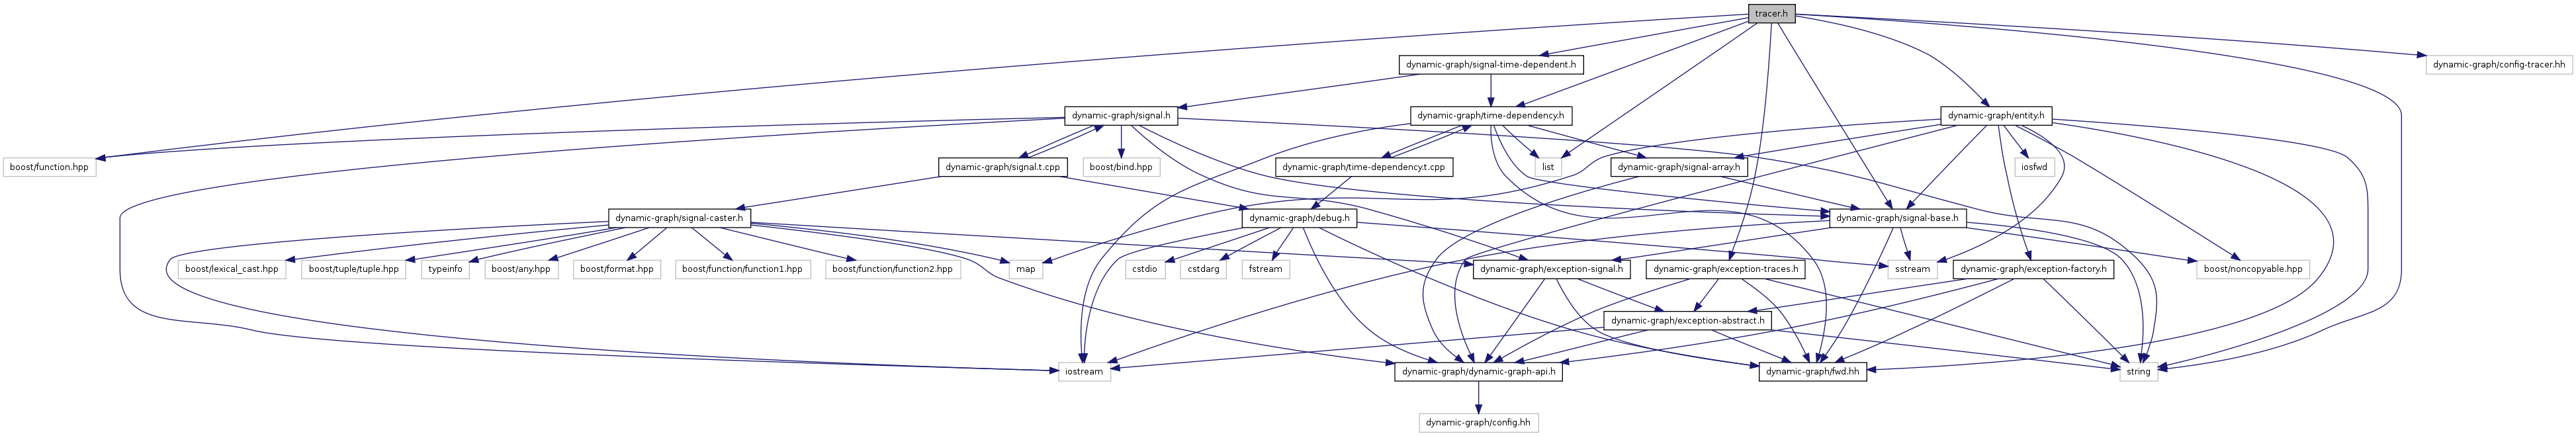 tracer.h
dynamic-graph/signal-time-dependent.h
dynamic-graph/config-tracer.hh
dynamic-graph/signal.h
dynamic-graph/time-dependency.h
dynamic-graph/entity.h
boost/function.hpp
dynamic-graph/signal.t.cpp
boost/bind.hpp
dynamic-graph/time-dependency.t.cpp
list
dynamic-graph/signal-array.h
iosfwd
dynamic-graph/signal-caster.h
dynamic-graph/debug.h
dynamic-graph/signal-base.h
boost/lexical_cast.hpp
boost/tuple/tuple.hpp
typeinfo
boost/any.hpp
boost/format.hpp
boost/function/function1.hpp
boost/function/function2.hpp
map
cstdio
cstdarg
fstream
dynamic-graph/exception-signal.h
dynamic-graph/exception-traces.h
sstream
dynamic-graph/exception-factory.h
boost/noncopyable.hpp
dynamic-graph/exception-abstract.h
iostream
dynamic-graph/dynamic-graph-api.h
dynamic-graph/fwd.hh
string
dynamic-graph/config.hh